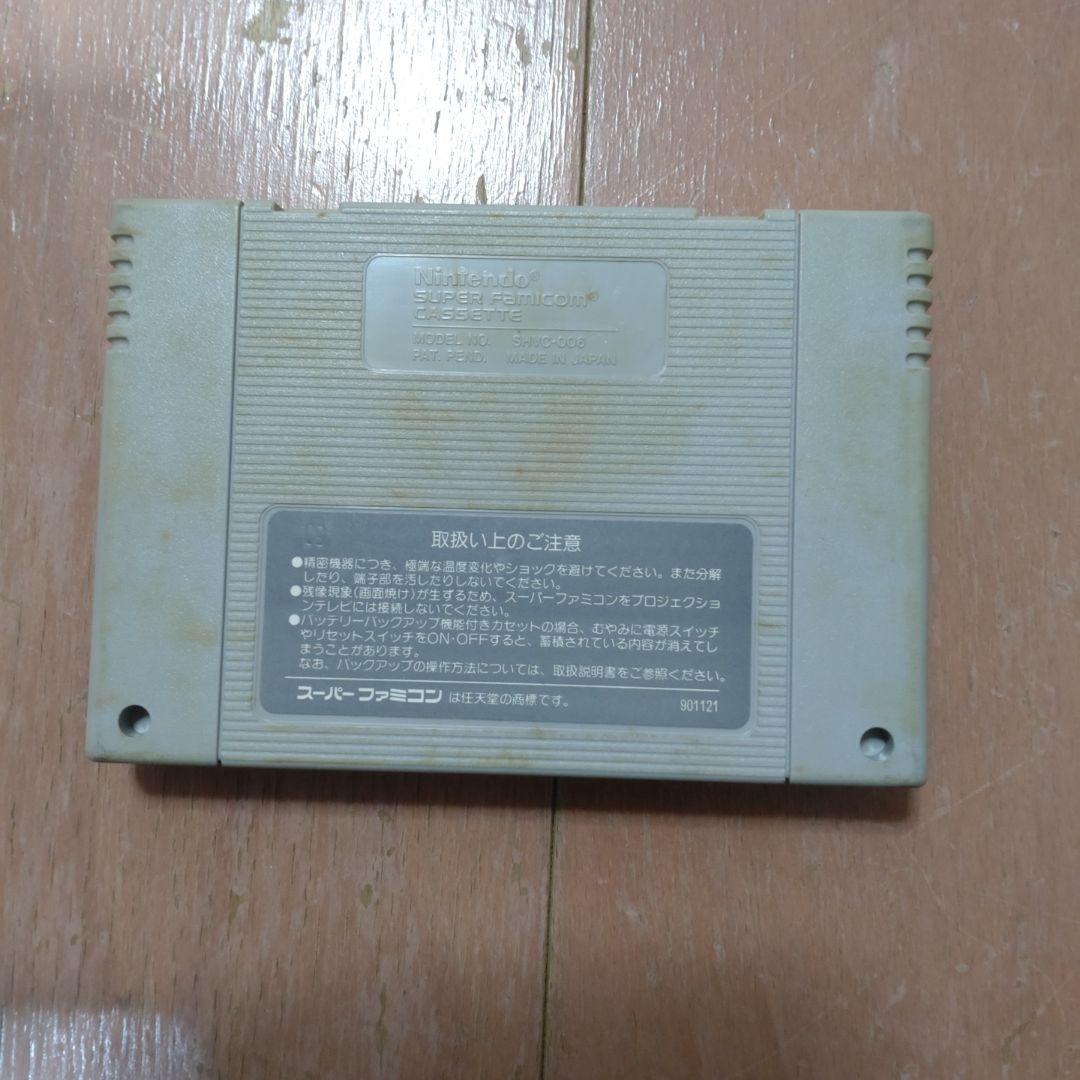 Nintendo®
SUPER Famicom®
CASSETTE
MODEL NO. SHVC-006
PAT. PEND. MADE IN JAPAN
取扱い上のご注意
●精密機器につき、極端な温度変化やショックを避けてください。また分解
したり、端子部を汚したりしないでください。
●残像現象(画面焼け)が生ずるため、スーパーファミコンをプロジェクショ
ンテレビには接続しないでください。
●バッテリーバックアップ機能付きカセットの場合、むやみに電源スイッチ
やリセットスイッチをON・OFFすると、蓄積されている内容が消えてし
まうことがあります。
なお、バックアップの操作方法については、取扱説明書をご参照ください。
スーパーファミコン は任天堂の商標です。
901121